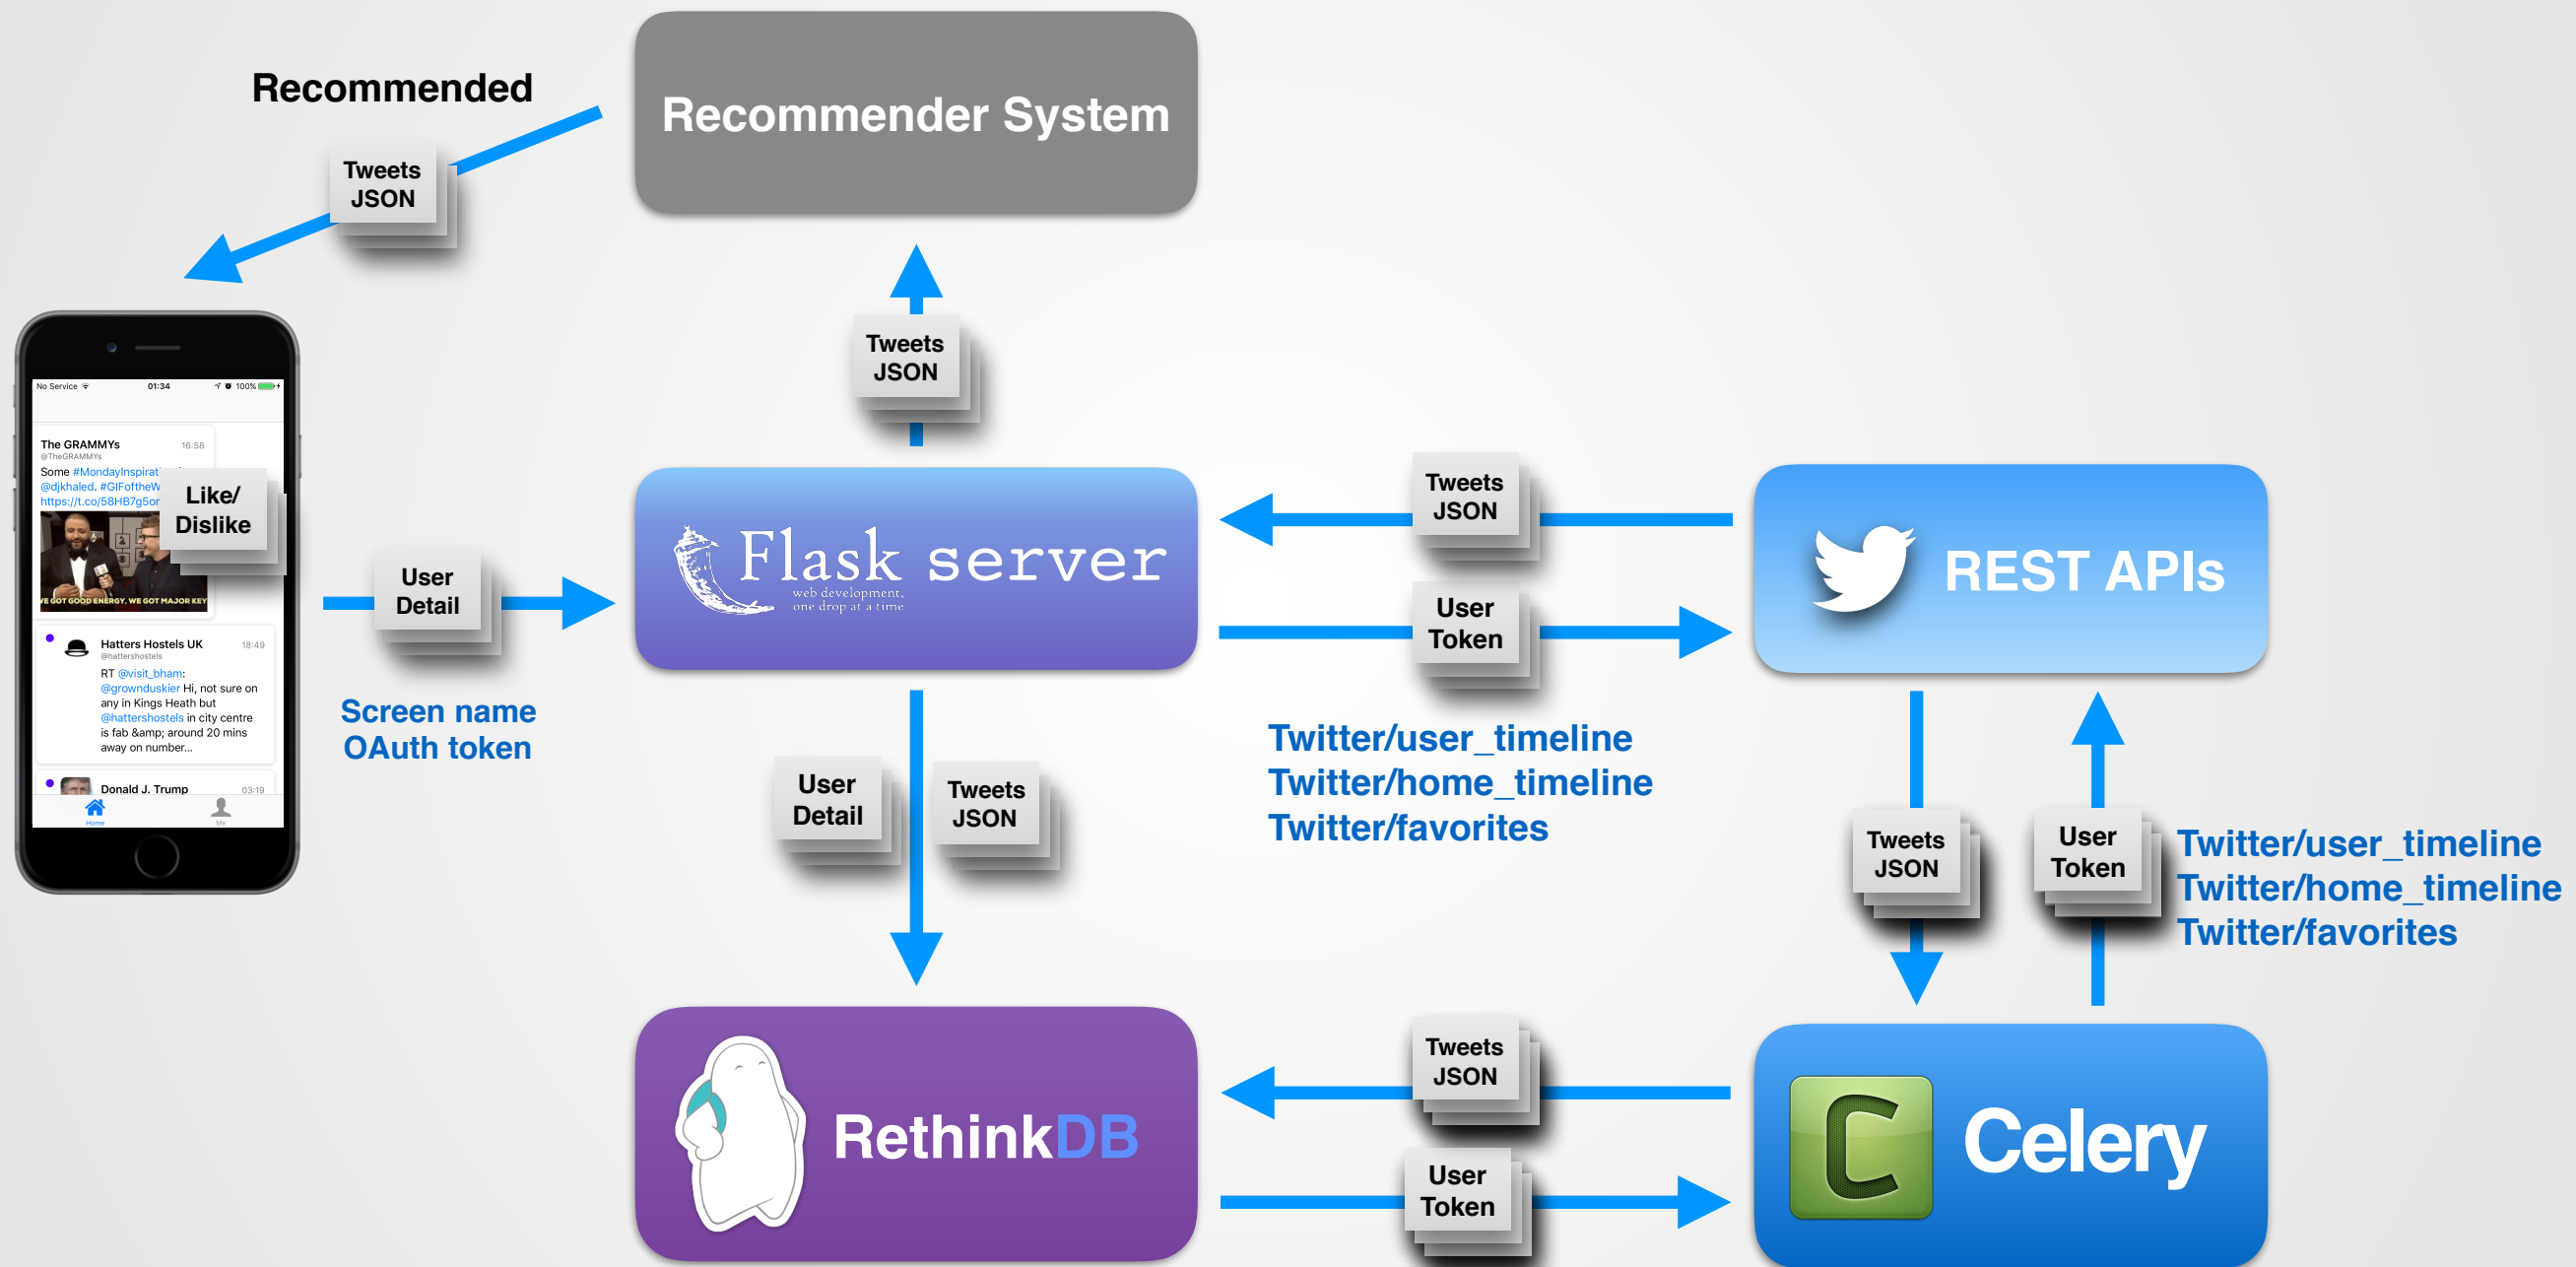 Recommended
Recommender System
Tweets
JSON
Tweets
JSON
No Service
01:34
100%
The GRAMMYs
16:58
@TheGRAMMYs
Some #MondayInspirat
@djkhaled. #GIFoftheW
https://t.co/58HB7g5or
Like/
Dislike
WE GOT GOOD ENERGY, WE GOT MAJOR KEY
Hatters Hostels UK
18:49
@hattershostels
RT @visit_bham:
@grownduskier Hi, not sure on
any in Kings Heath but
@hattershostels in city centre
is fab &amp; around 20 mins
away on number...
Donald J. Trump
03:19
Home
Me
User
Detail
Screen name
OAuth token
Flask server
web development,
one drop at a time
Tweets
JSON
User
Token
Twitter/user_timeline
Twitter/home_timeline
Twitter/favorites
REST APIs
User
Detail
Tweets
JSON
Tweets
JSON
User
Token
Twitter/user_timeline
Twitter/home_timeline
Twitter/favorites
RethinkDB
Tweets
JSON
User
Token
C Celery